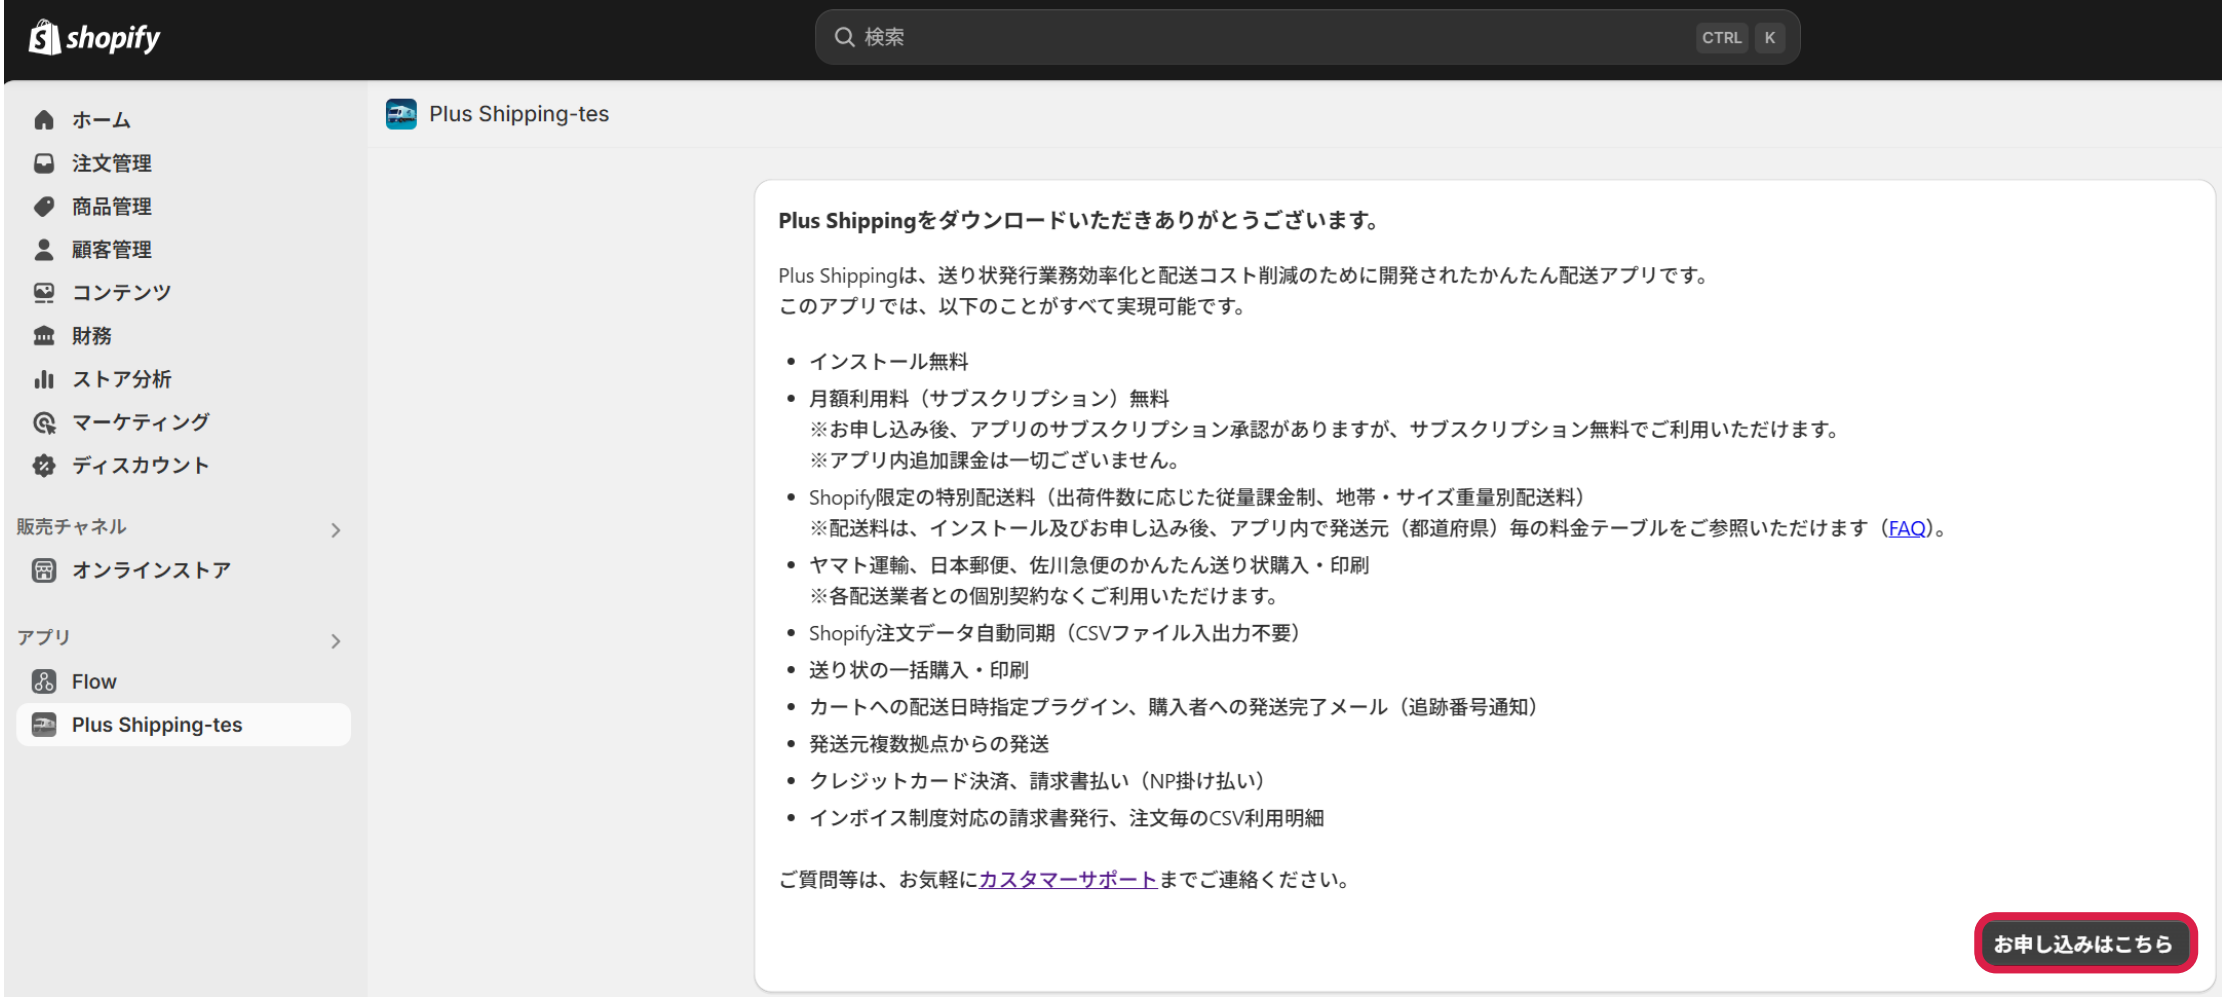 shopify
検索
CTRL K
ホーム
注文管理
商品管理
顧客管理
コンテンツ
財務
ストア分析
マーケティング
ディスカウント
販売チャネル
オンラインストア
アプリ
Flow
Plus Shipping-tes
Plus Shipping-tes
Plus Shippingをダウンロードいただきありがとうございます。
Plus Shippingは、送り状発行業務効率化と配送コスト削減のために開発されたかんたん配送アプリです。
このアプリでは、以下のことがすべて実現可能です。
• インストール無料
• 月額利用料（サブスクリプション）無料
※お申し込み後、アプリのサブスクリプション承認がありますが、サブスクリプション無料でご利用いただけます。
※アプリ内追加課金は一切ございません。
• Shopify限定の特別配送料（出荷件数に応じた従量課金制、地帯・サイズ重量別配送料）
※配送料は、インストール及びお申し込み後、アプリ内で発送元（都道府県）毎の料金テーブルをご参照いただけます（FAQ）。
• ヤマト運輸、日本郵便、佐川急便のかんたん送り状購入・印刷
※各配送業者との個別契約なくご利用いただけます。
• Shopify注文データ自動同期（CSVファイル入出力不要）
• 送り状の一括購入・印刷
• カートへの配送日時指定プラグイン、購入者への発送完了メール（追跡番号通知）
• 発送元複数拠点からの発送
• クレジットカード決済、請求書払い（NP掛け払い）
• インボイス制度対応の請求書発行、注文毎のCSV利用明細
ご質問等は、お気軽にカスタマーサポートまでご連絡ください。
お申し込みはこちら